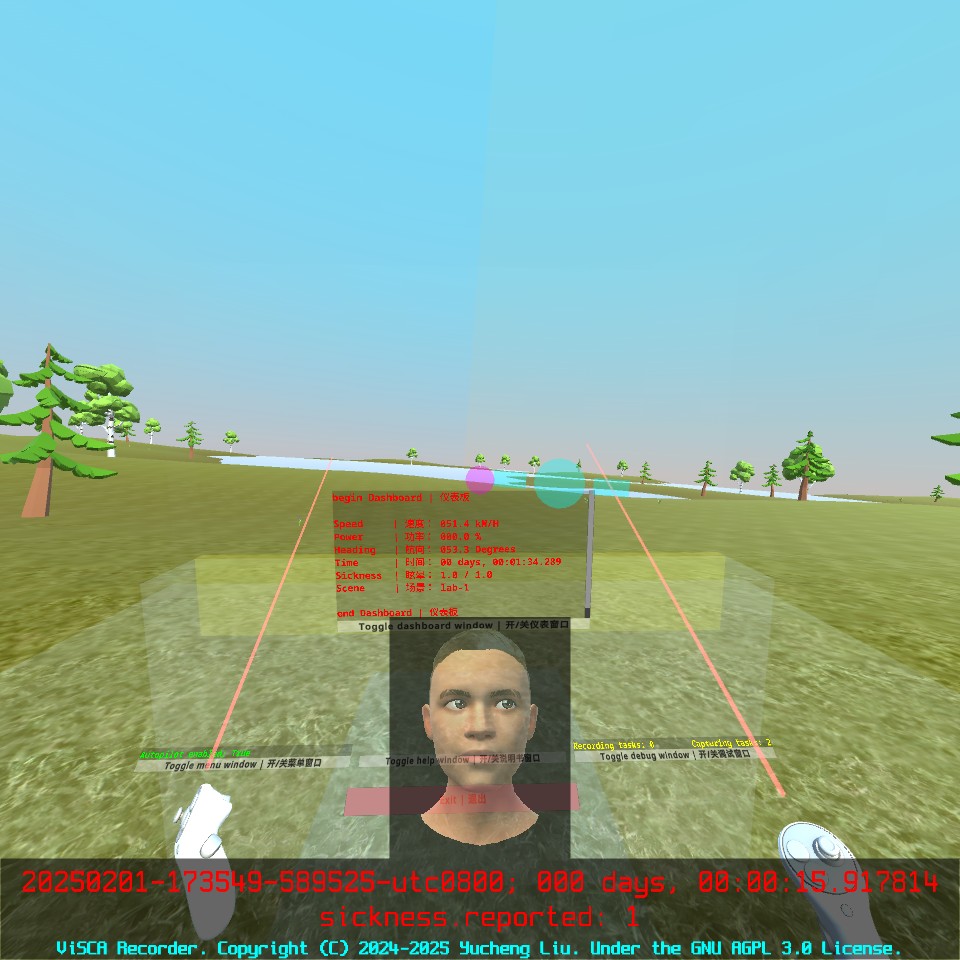 begin Dashboard | 仪表板
Speed | 速度： 051.4 kM/H
Power | 功率： 080.0 %
Heading | 航向： 053.3 Degrees
Time | 时间： 00 days, 00:01:34.289
Sickness | 眩晕： 1.0 / 1.0
Scene | 场景： lab-1
end Dashboard | 仪表板
Toggle dashboard window | 开/关仪表窗口
Autopilot enabled: TRUE
Toggle menu window | 开/关菜单窗口
Toggle help window | 开/关说明书窗口
Recording tasks: 0 Capturing tasks: 2
Toggle debug window | 开/关调试窗口
Exit | 退出
20250201-173549-589525-utc0800; 000 days, 00:00:15.917814
sickness.reported: 1
ViSCA Recorder. Copyright (C) 2024-2025 Yucheng Liu. Under the GNU AGPL 3.0 License.